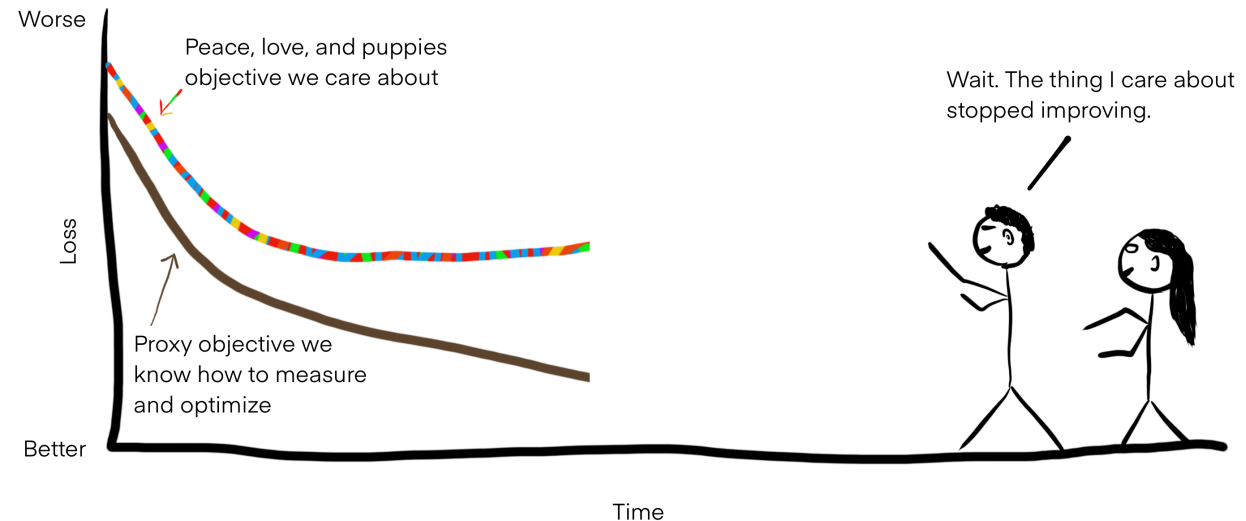 Worse
Peace, love, and puppies
objective we care about
Wait. The thing I care about
stopped improving.
Loss
Proxy objective we
know how to measure
and optimize
Better
Time